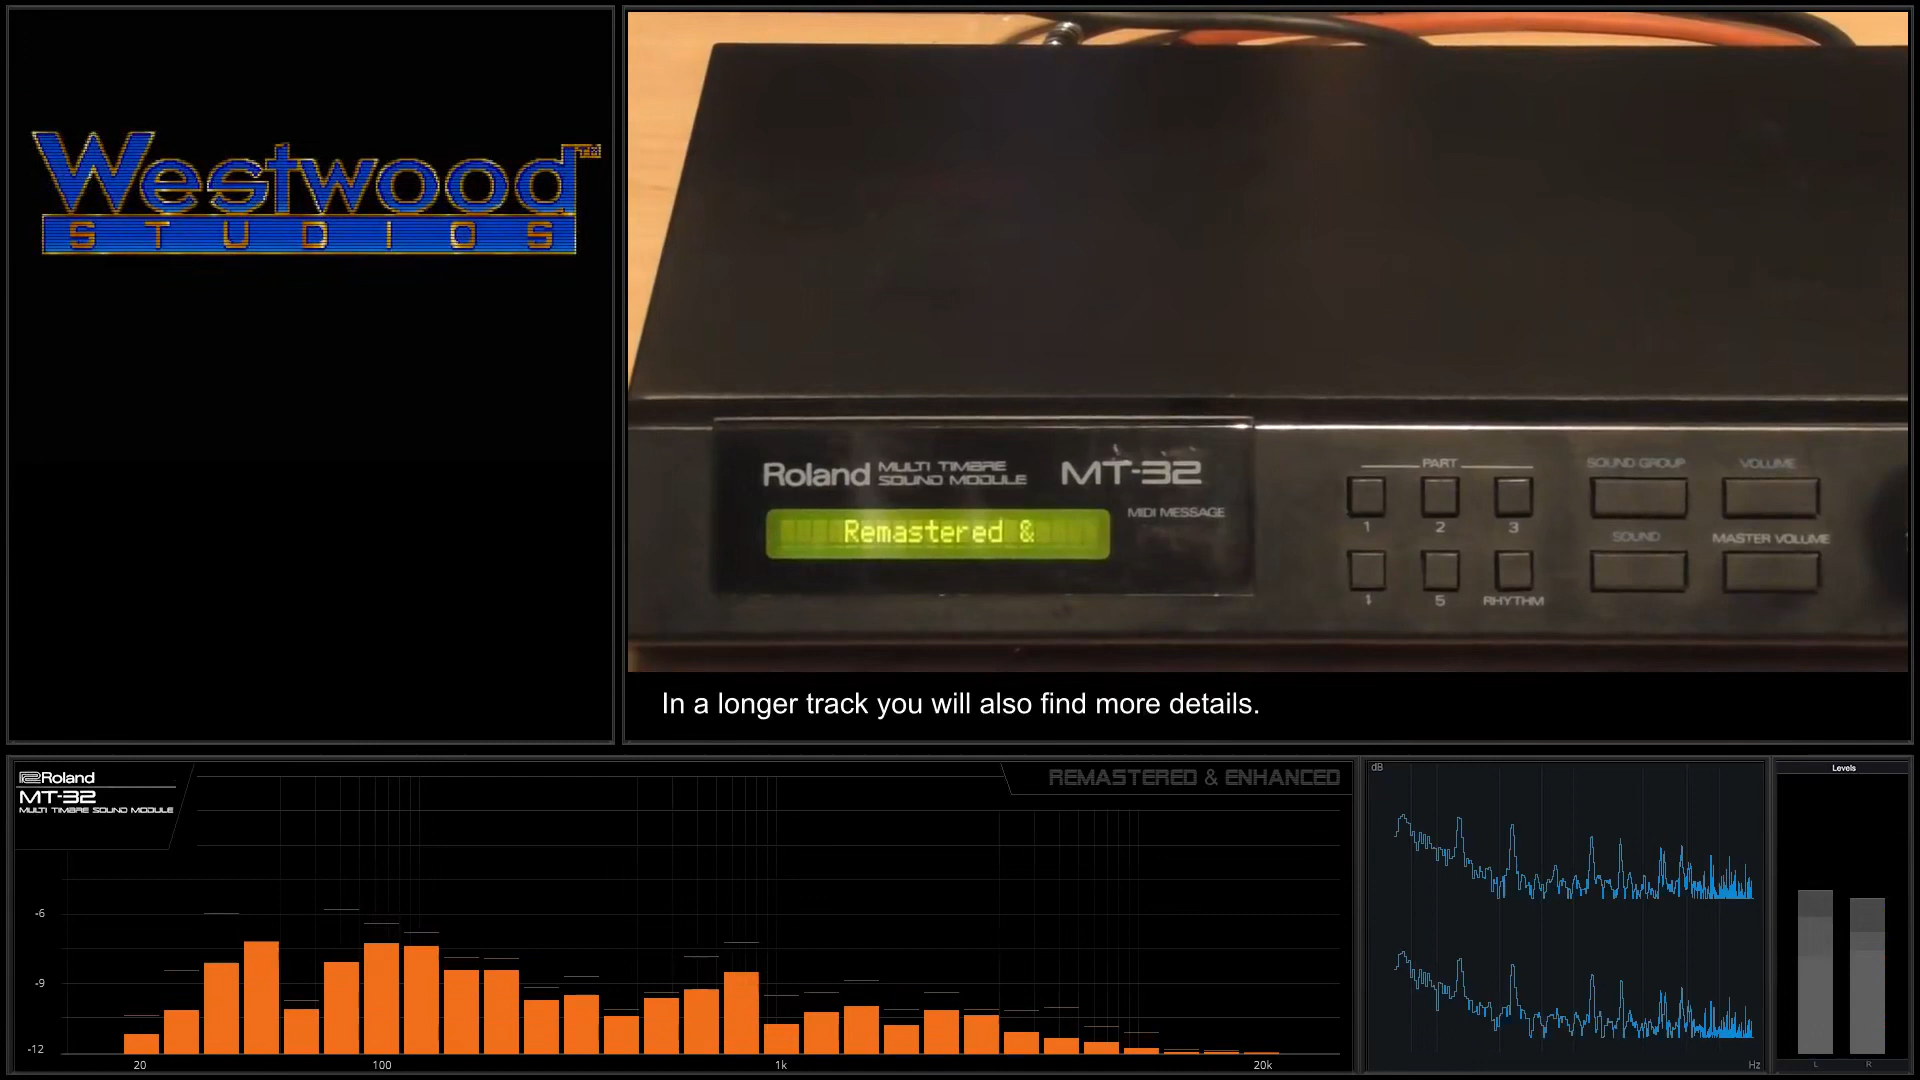 Westwood™
STUDIOS
Roland MULTI TIMBRE SOUND MODULE MT-32
MIDI MESSAGE
Remastered &
PART
1 2 3
5 RHYTHM
SOUND GROUP
VOLUME
SOUND
MASTER VOLUME
In a longer track you will also find more details.
Roland
MT-32
MULTI TIMBRE SOUND MODULE
REMASTERED & ENHANCED
-6
-9
-12
20 100 1k 20k
dB
Hz
Levels
L R